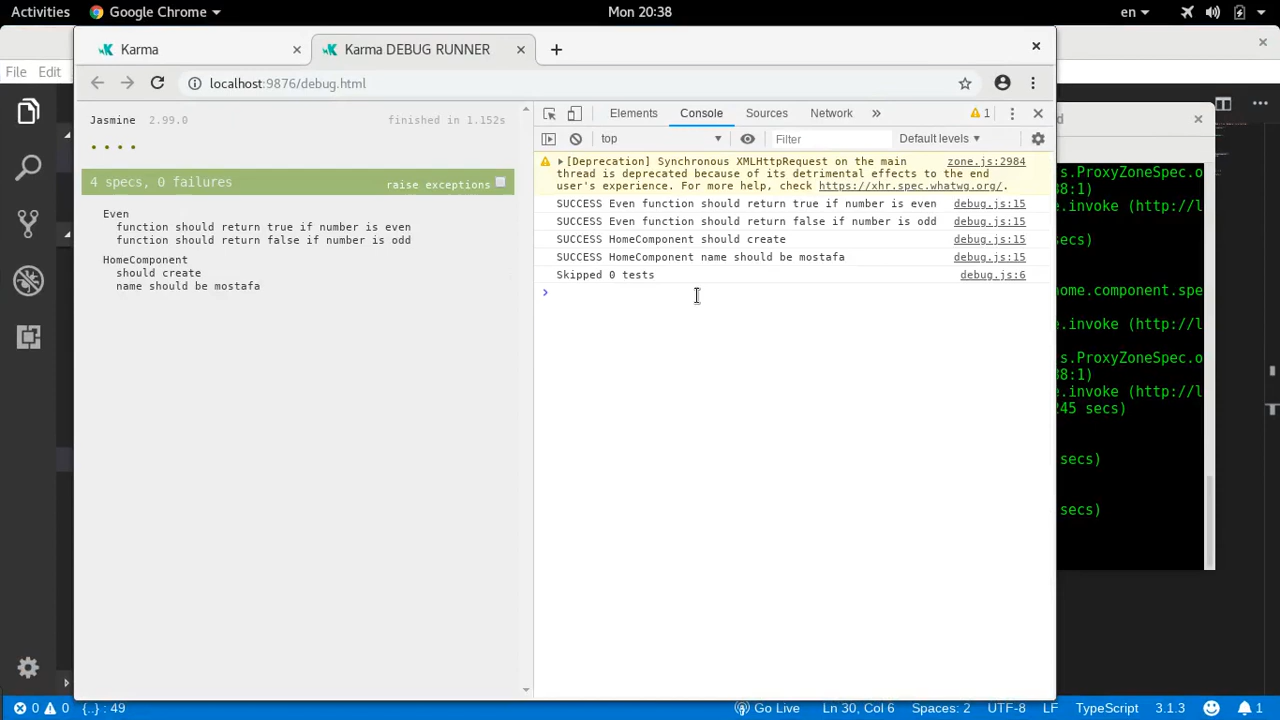 Activities
Google Chrome
Mon 20:38
en
File Edit
Karma
Karma DEBUG RUNNER
localhost:9876/debug.html
Jasmine 2.99.0
finished in 1.152s
• • • •
4 specs, 0 failures
raise exceptions
Even
function should return true if number is even
function should return false if number is odd
HomeComponent
should create
name should be mostafa
Elements
Console
Sources
Network
»
1
top
Filter
Default levels
[Deprecation] Synchronous XMLHttpRequest on the main
zone.js:2984
thread is deprecated because of its detrimental effects to the end
user's experience. For more help, check https://xhr.spec.whatwg.org/.
SUCCESS Even function should return true if number is even
debug.js:15
SUCCESS Even function should return false if number is odd
debug.js:15
SUCCESS HomeComponent should create
debug.js:15
SUCCESS HomeComponent name should be mostafa
debug.js:15
Skipped 0 tests
debug.js:6
d
s.ProxyZoneSpec.o
38:1)
e.invoke (http://l
s)
ome.component.spe
e.invoke (http://l
s.ProxyZoneSpec.o
38:1)
e.invoke (http://l
245 secs)
secs)
secs)
0 0 {..} : 49
Go Live
Ln 30, Col 6
Spaces: 2
UTF-8
LF
TypeScript
3.1.3
1